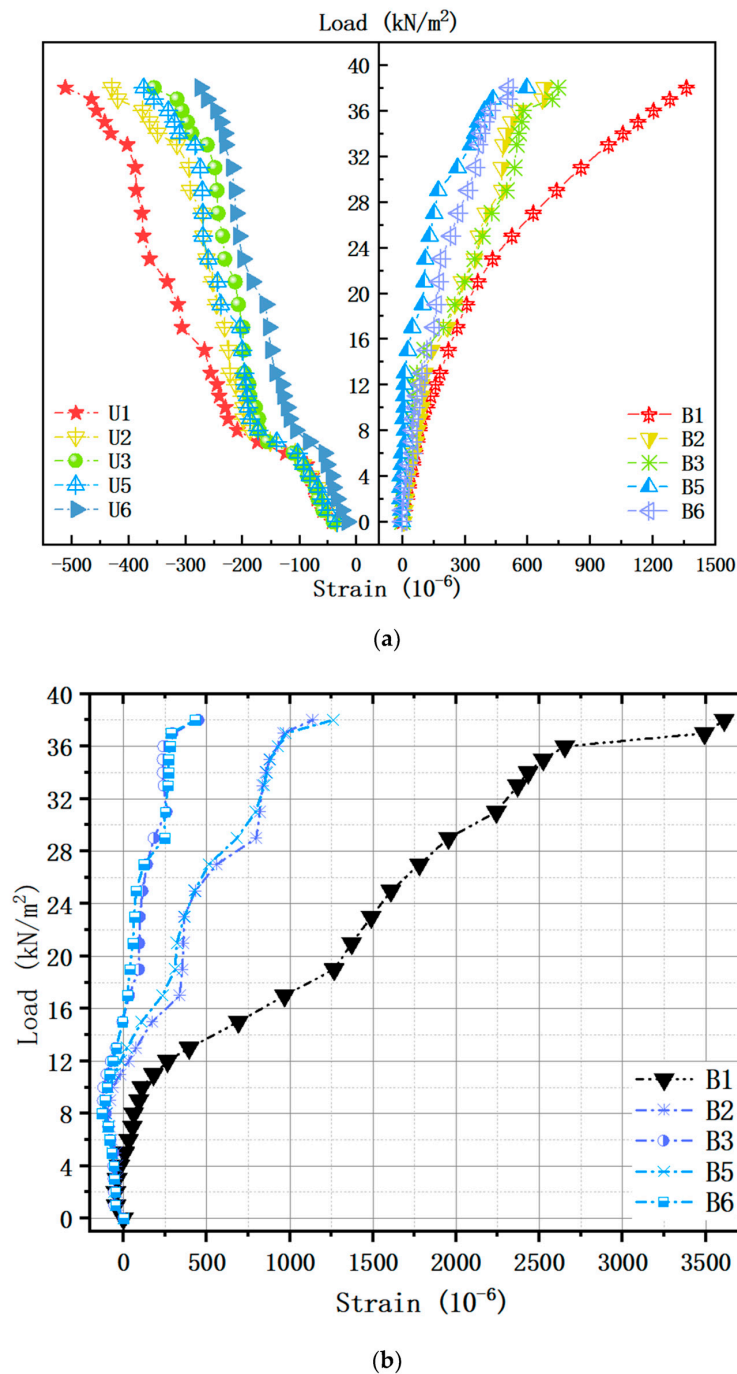 Load (kN/m²)
40
36
32
28
24
20
16
12
8
4
0
U1
U2
U3
U5
U6
B1
B2
B3
B5
B6
-500 -400 -300 -200 -100 0 0 300 600 900 1200 1500
Strain (10⁻⁶)
(a)
Load (kN/m²)
40
36
32
28
24
20
16
12
8
4
0
B1
B2
B3
B5
B6
0 500 1000 1500 2000 2500 3000 3500
Strain (10⁻⁶)
(b)